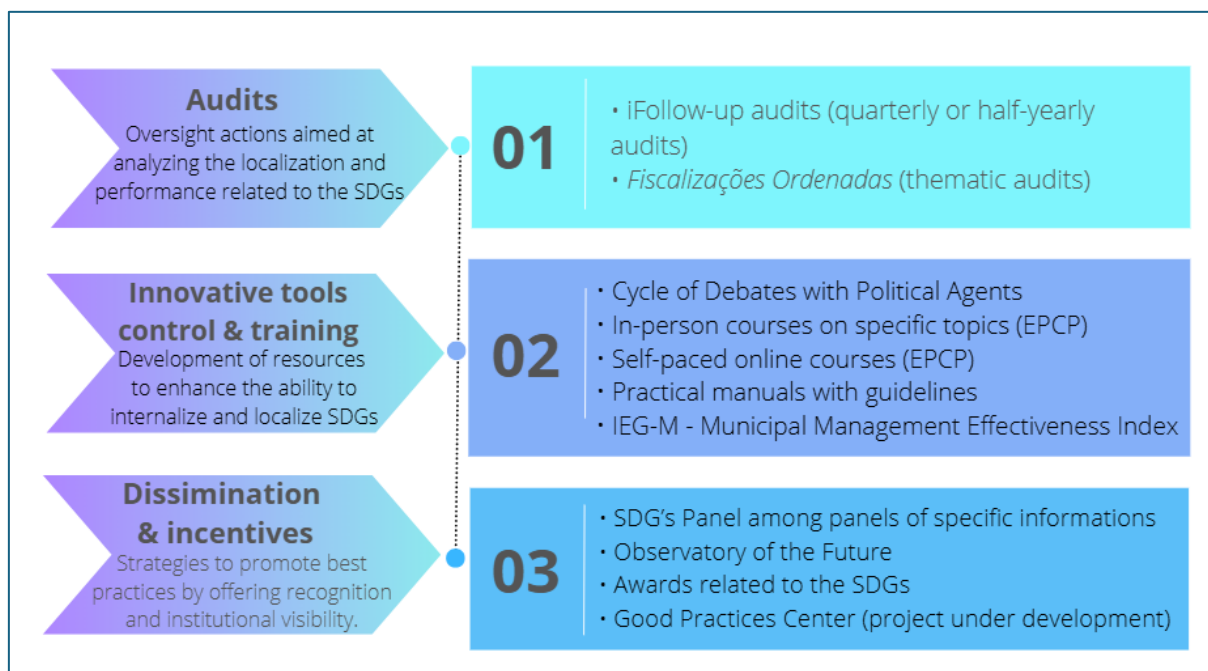 Audits
Oversight actions aimed at
analyzing the localization and
performance related to the SDGs
01
• iFollow-up audits (quarterly or half-yearly
audits)
• Fiscalizações Ordenadas (thematic audits)
Innovative tools
control & training
Development of resources
to enhance the ability to
internalize and localize SDGs
02
• Cycle of Debates with Political Agents
• In-person courses on specific topics (EPCP)
• Self-paced online courses (EPCP)
• Practical manuals with guidelines
• IEG-M - Municipal Management Effectiveness Index
Dissimination
& incentives
Strategies to promote best
practices by offering recognition
and institutional visibility.
03
• SDG’s Panel among panels of specific informations
• Observatory of the Future
• Awards related to the SDGs
• Good Practices Center (project under development)